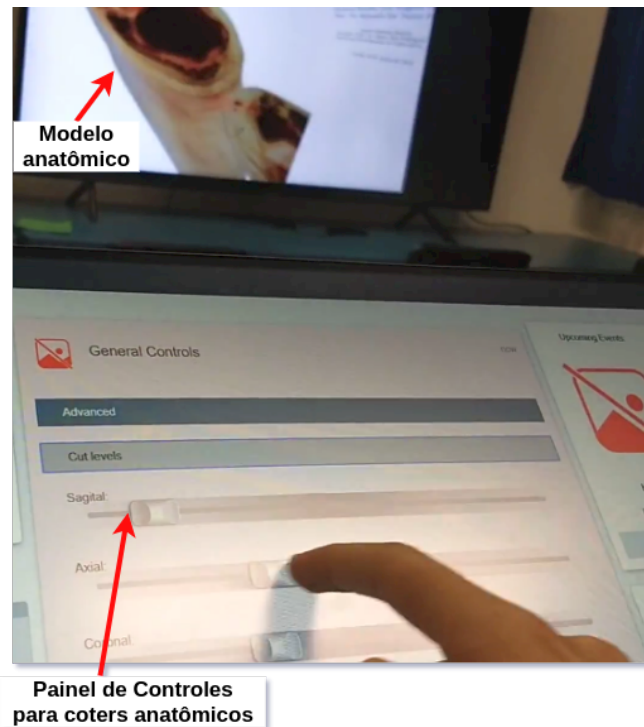 Modelo
anatômico
General Controls
Upcoming Events
Advanced
Cut levels
Sagital:
Axial:
Coronal:
Painel de Controles
para coters anatômicos